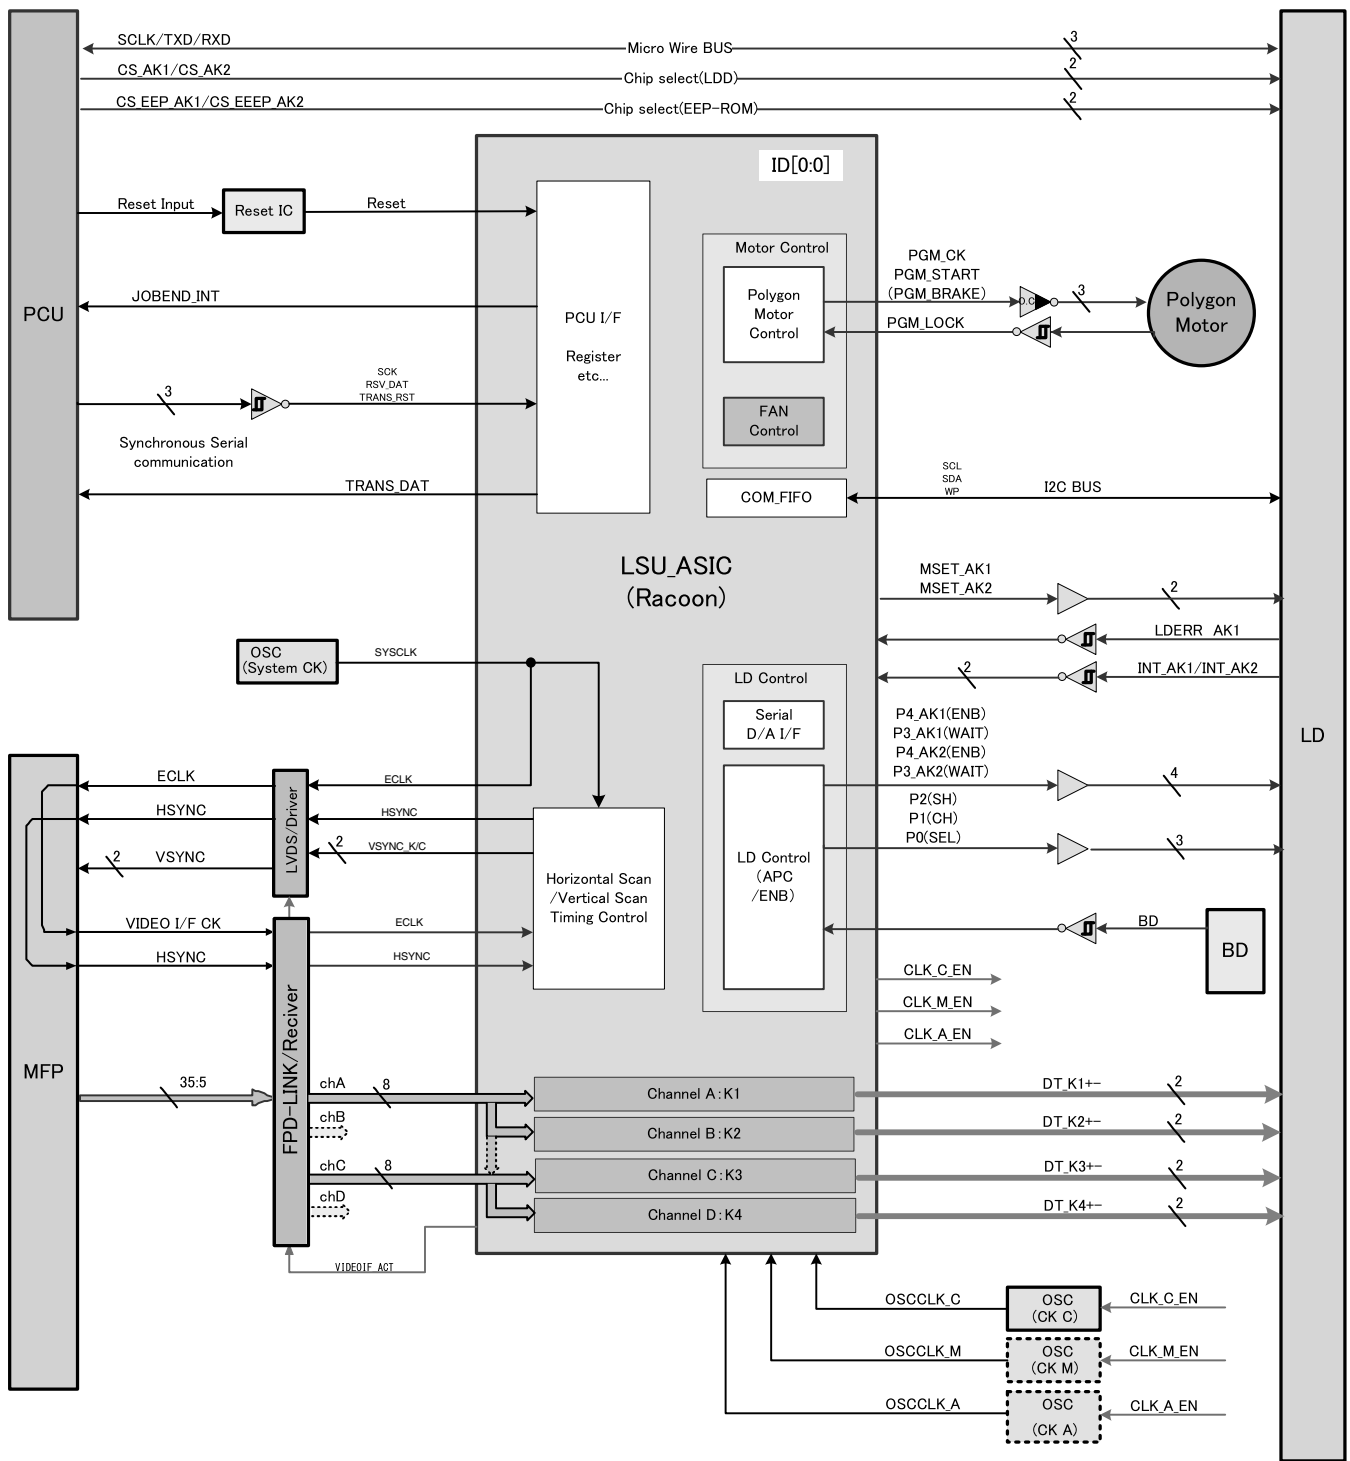 SCLK/TXD/RXD
Micro Wire BUS
3
CS_AK1/CS_AK2
Chip select(LDD)
2
CS_EEP_AK1/CS_EEEP_AK2
Chip select(EEP-ROM)
2
ID[0:0]
Reset Input
Reset IC
Reset
PCU
JOBEND_INT
PCU I/F
Register
etc...
3
SCK
RSV_DAT
TRANS_RST
Synchronous Serial
communication
TRANS_DAT
Motor Control
Polygon
Motor
Control
FAN
Control
PGM_CK
PGM_START
(PGM_BRAKE)
O.C
3
PGM_LOCK
Polygon
Motor
COM_FIFO
SCL
SDA
WP
I2C BUS
LSU_ASIC
(Racoon)
MSET_AK1
MSET_AK2
2
LDERR AK1
INT_AK1/INT_AK2
2
OSC
(System CK)
SYSCLK
LD Control
Serial
D/A I/F
LD Control
(APC
/ENB)
P4_AK1(ENB)
P3_AK1(WAIT)
P4_AK2(ENB)
P3_AK2(WAIT)
4
P2(SH)
P1(CH)
P0(SEL)
3
LD
BD
BD
ECLK
HSYNC
2
VSYNC
LVDS/Driver
ECLK
HSYNC
2
VSYNC_K/C
Horizontal Scan
/Vertical Scan
Timing Control
VIDEO I/F CK
HSYNC
ECLK
HSYNC
MFP
35:5
FPD-LINK/Reciver
chA
8
chB
chC
8
chD
VIDEOIF_ACT
CLK_C_EN
CLK_M_EN
CLK_A_EN
Channel A:K1
Channel B:K2
Channel C:K3
Channel D:K4
DT_K1+-
2
DT_K2+-
2
DT_K3+-
2
DT_K4+-
2
OSCCLK_C
OSC
(CK C)
CLK_C_EN
OSCCLK_M
OSC
(CK M)
CLK_M_EN
OSCCLK_A
OSC
(CK A)
CLK_A_EN